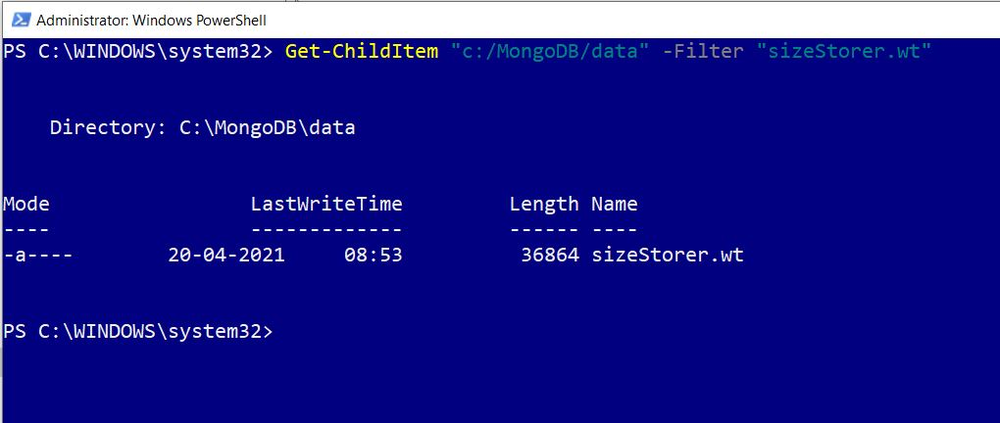 Administrator: Windows PowerShell
PS C:\WINDOWS\system32> Get-ChildItem "c:/MongoDB/data" -Filter "sizeStorer.wt"
Directory: C:\MongoDB\data
Mode LastWriteTime Length Name
---- ------------- ------ ----
-a---- 20-04-2021 08:53 36864 sizeStorer.wt
PS C:\WINDOWS\system32>